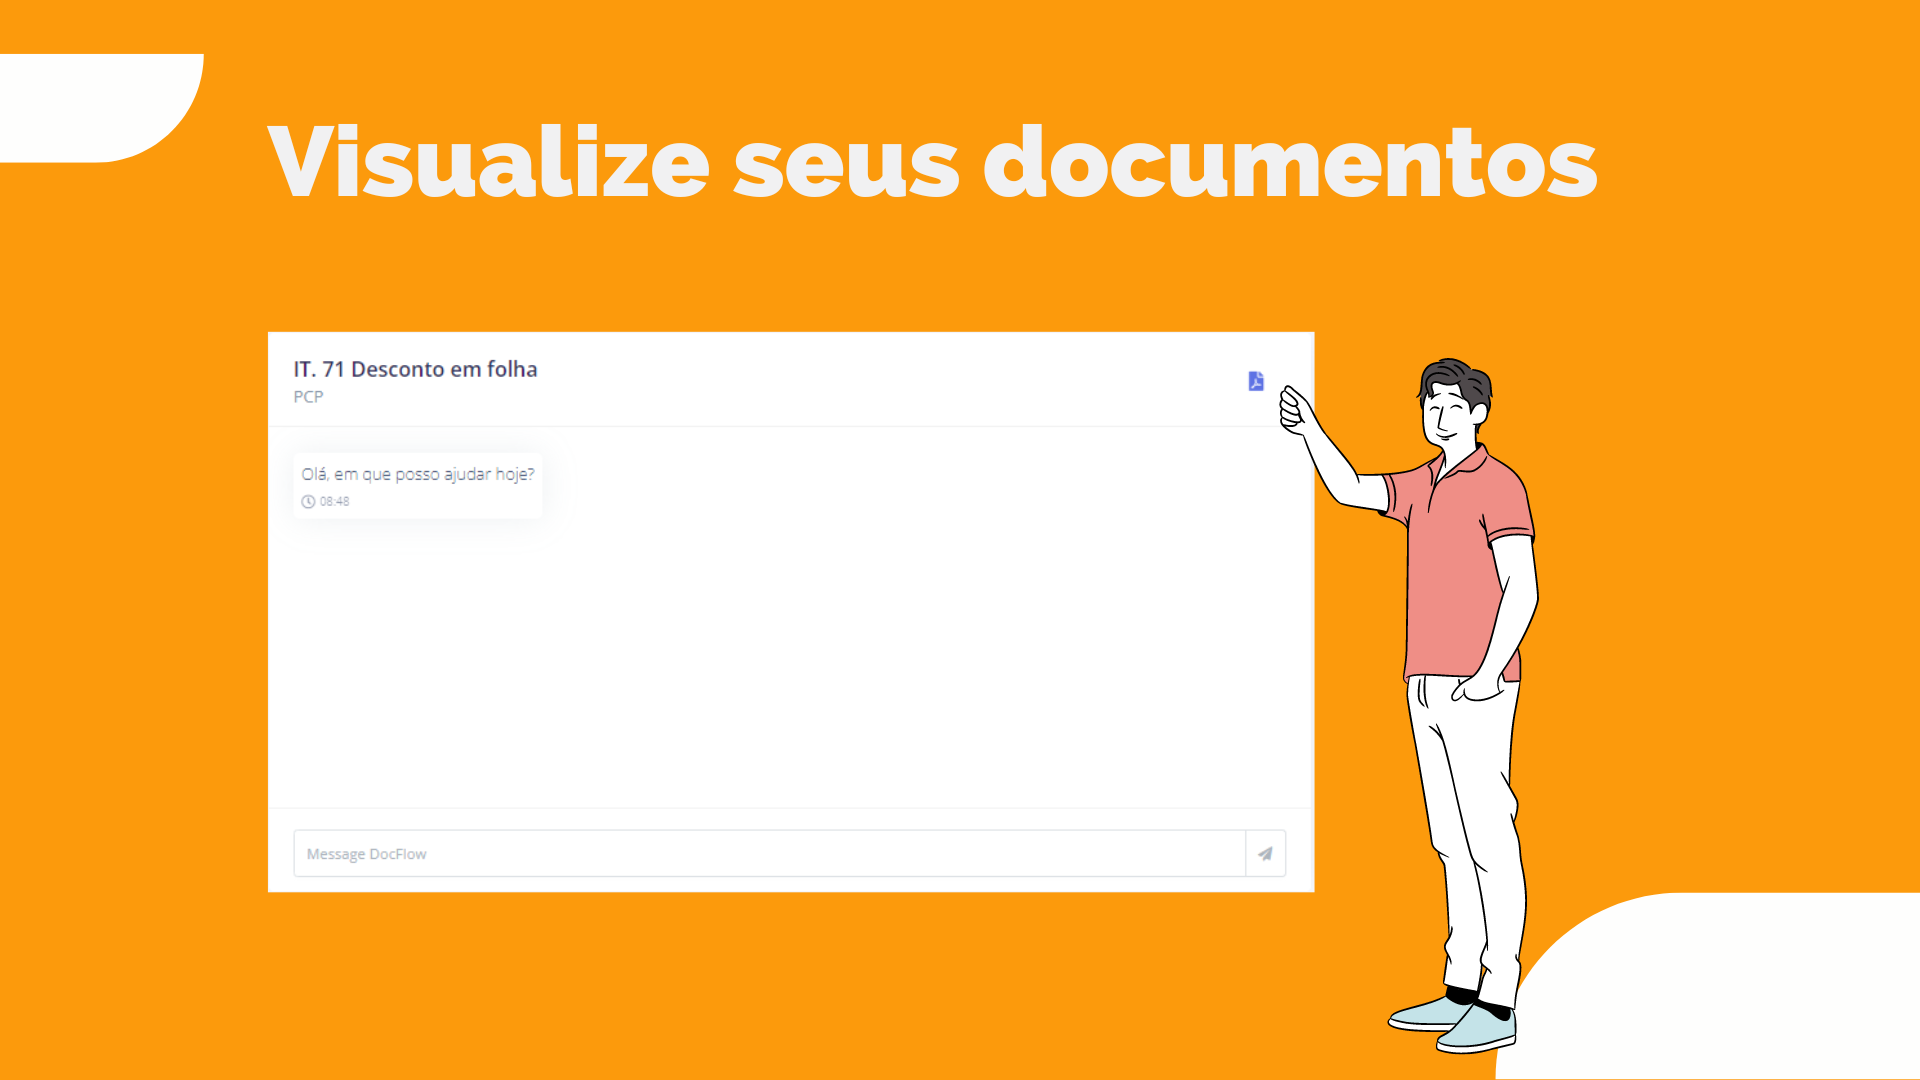 Visualize seus documentos
IT. 71 Desconto em folha
PCP
Olá, em que posso ajudar hoje?
08:48
Message DocFlow